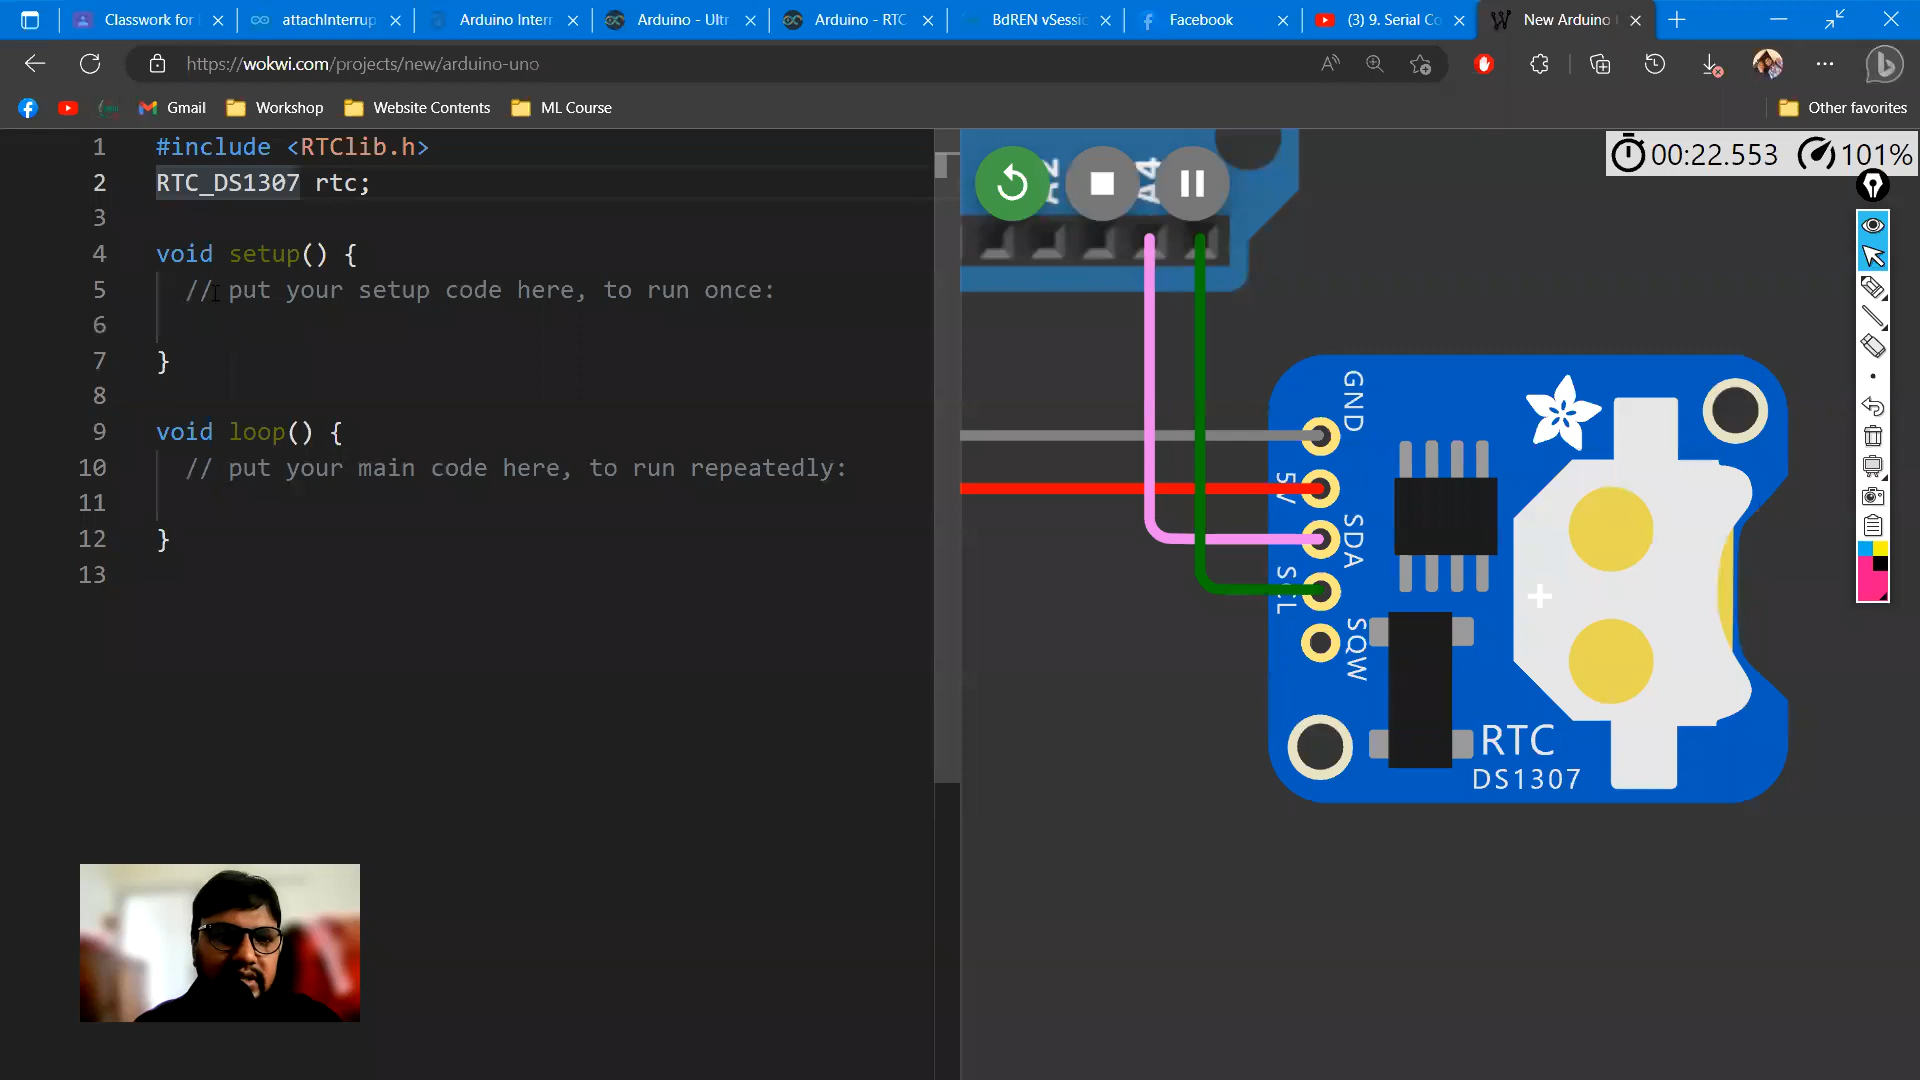 Classwork for
attachInterrup
Arduino Interr
Arduino - Ultr
Arduino - RTC
BdREN vSessic
Facebook
(3) 9. Serial Co
New Arduino
https://wokwi.com/projects/new/arduino-uno
Gmail
Workshop
Website Contents
ML Course
Other favorites
1 #include <RTClib.h>
2 RTC_DS1307 rtc;
3
4 void setup() {
5 // put your setup code here, to run once:
6
7 }
8
9 void loop() {
10 // put your main code here, to run repeatedly:
11
12 }
13
00:22.553
101%
A2
A4
GND
5V
SDA
SCL
SQW
RTC
DS1307